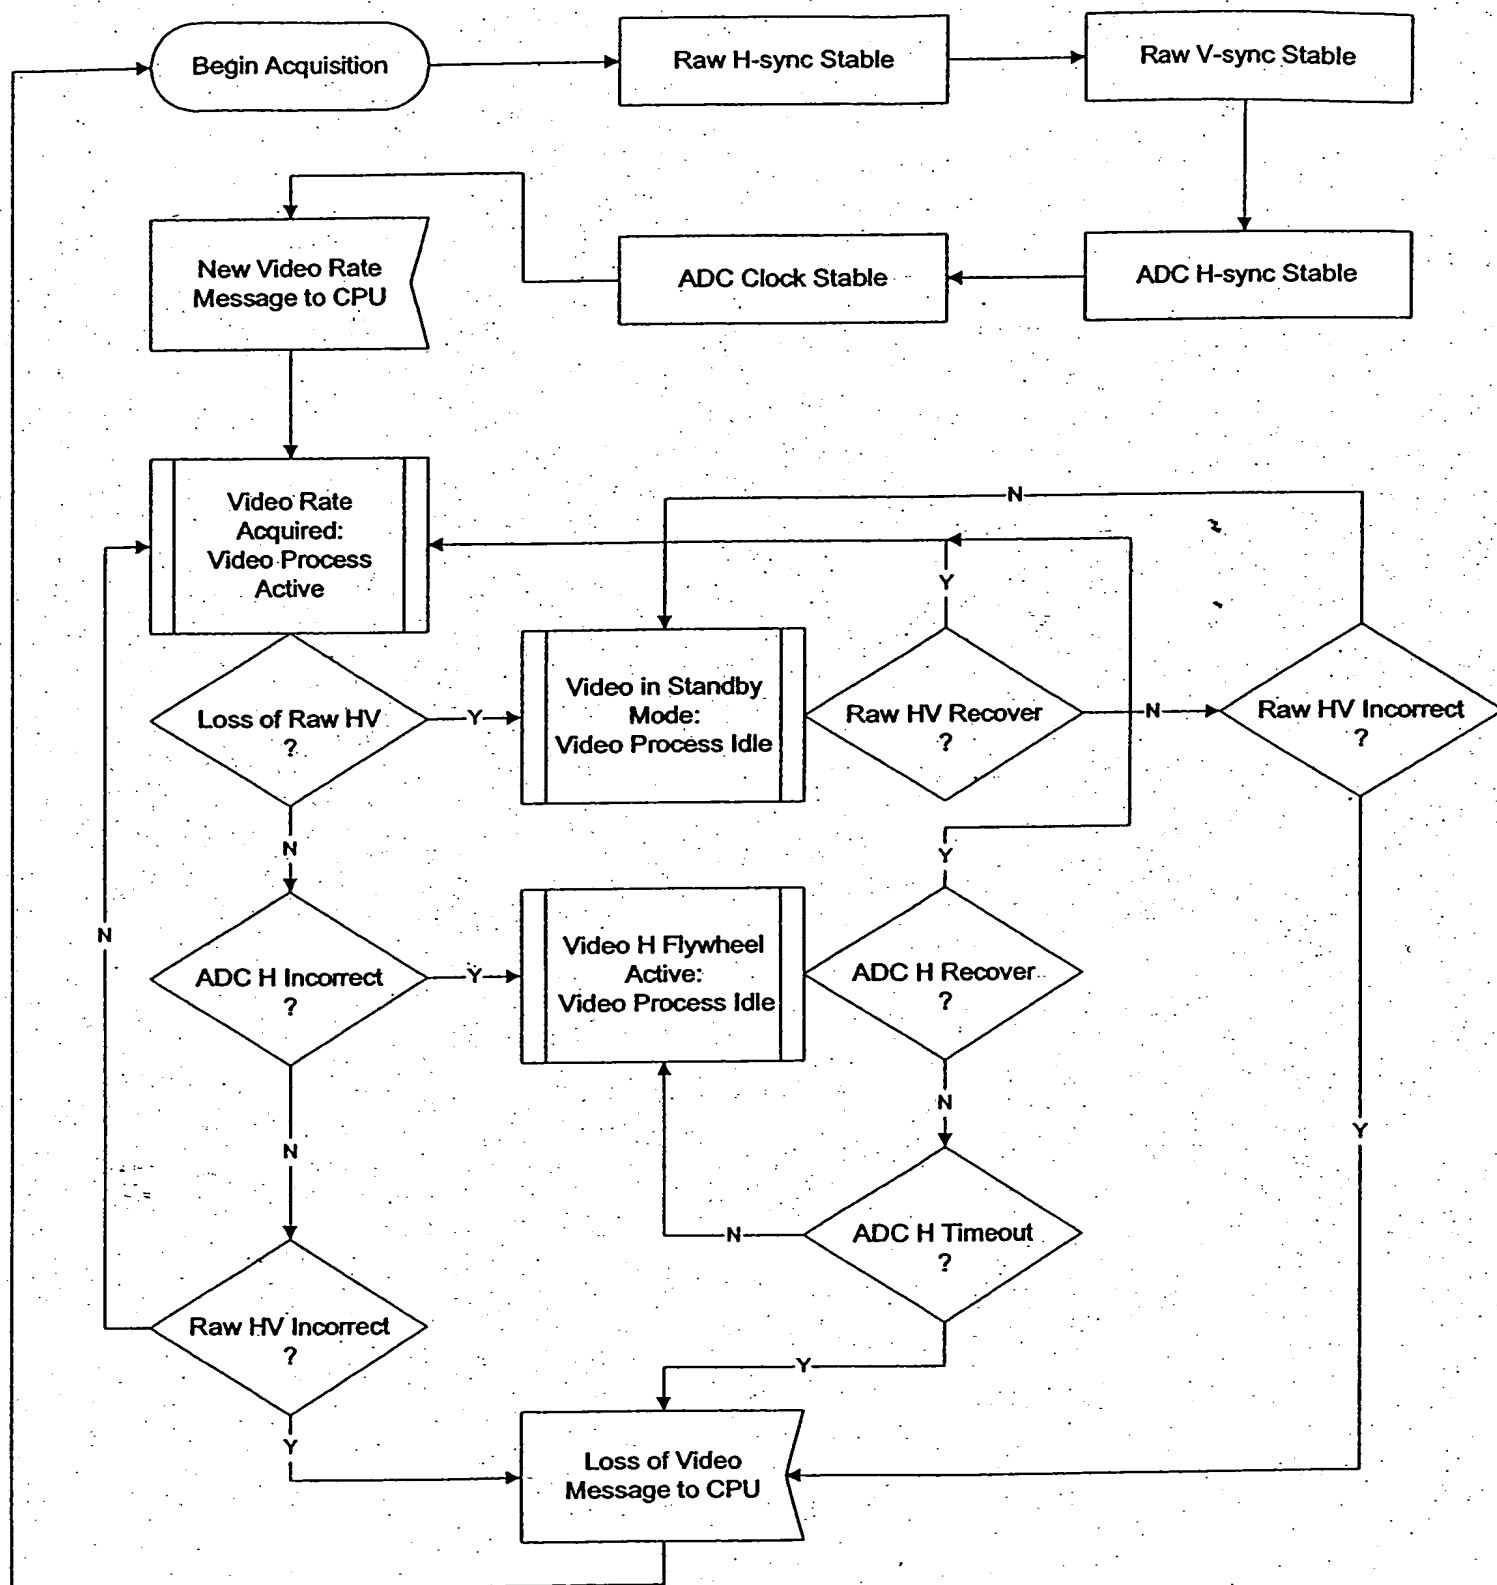 Begin Acquisition
Raw H-sync Stable
Raw V-sync Stable
New Video Rate
Message to CPU
ADC Clock Stable
ADC H-sync Stable
Video Rate
Acquired:
Video Process
Active
N
Y
Loss of Raw HV
?
Y
Video in Standby
Mode:
Video Process Idle
Raw HV Recover
?
N
Raw HV Incorrect
?
N
Y
N
ADC H Incorrect
?
Y
Video H Flywheel
Active:
Video Process Idle
ADC H Recover
?
N
Y
N
N
ADC H Timeout
?
Raw HV Incorrect
?
Y
Y
Loss of Video
Message to CPU